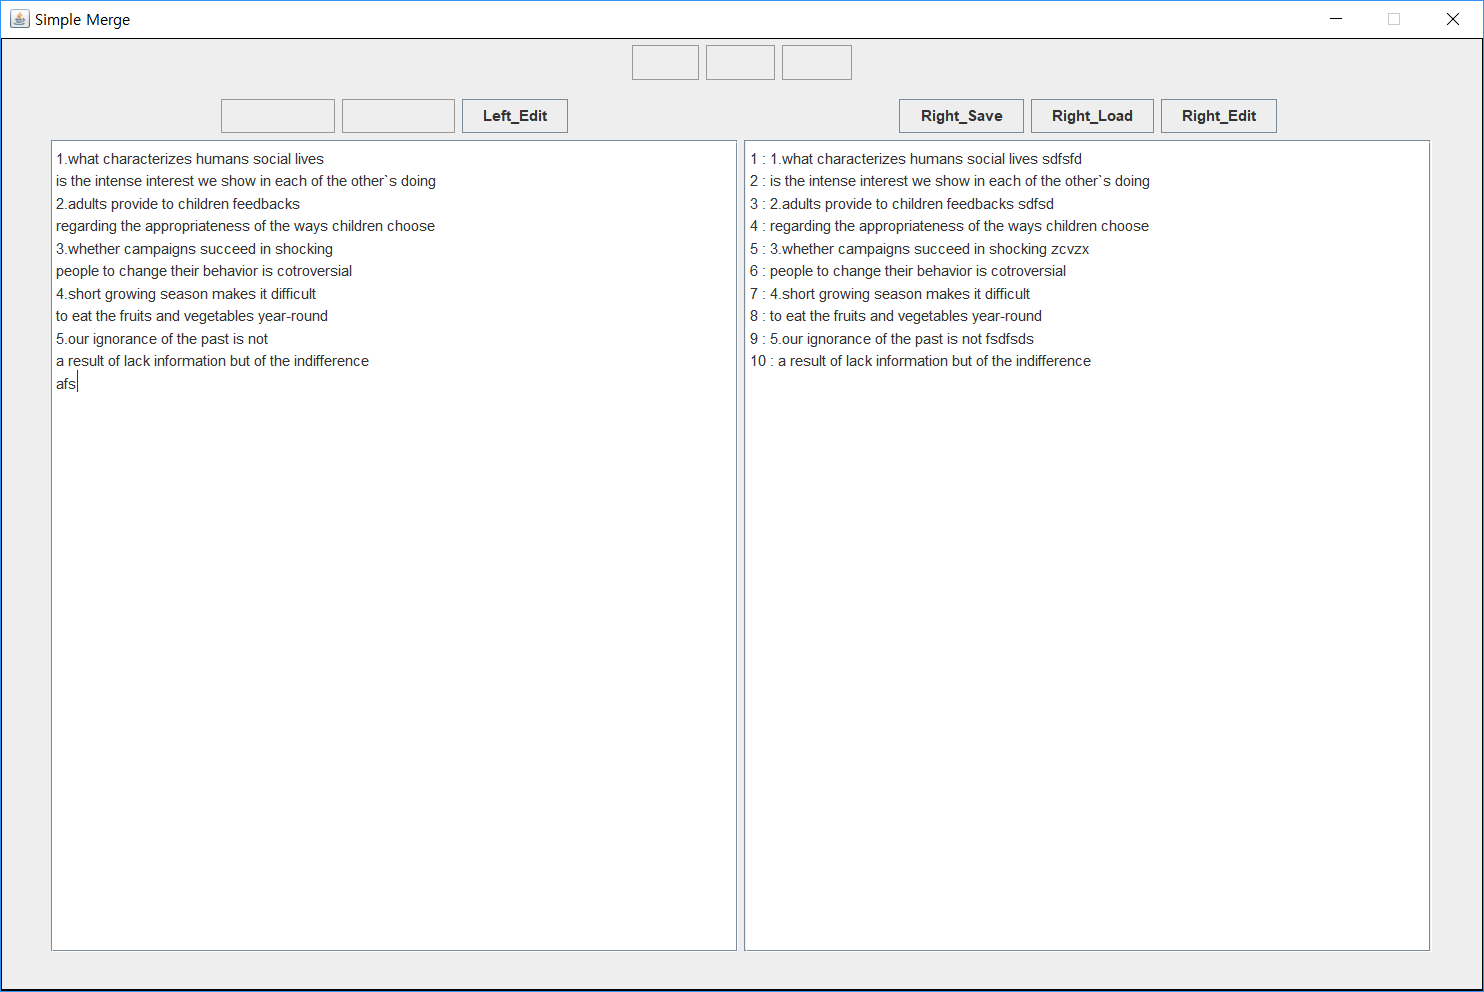 Simple Merge
Left_Edit
Right_Save Right_Load Right_Edit
1.what characterizes humans social lives
is the intense interest we show in each of the other`s doing
2.adults provide to children feedbacks
regarding the appropriateness of the ways children choose
3.whether campaigns succeed in shocking
people to change their behavior is cotroversial
4.short growing season makes it difficult
to eat the fruits and vegetables year-round
5.our ignorance of the past is not
a result of lack information but of the indifference
afs
1 : 1.what characterizes humans social lives sdfsfd
2 : is the intense interest we show in each of the other`s doing
3 : 2.adults provide to children feedbacks sdfsd
4 : regarding the appropriateness of the ways children choose
5 : 3.whether campaigns succeed in shocking zcvzx
6 : people to change their behavior is cotroversial
7 : 4.short growing season makes it difficult
8 : to eat the fruits and vegetables year-round
9 : 5.our ignorance of the past is not fsdfsds
10 : a result of lack information but of the indifference